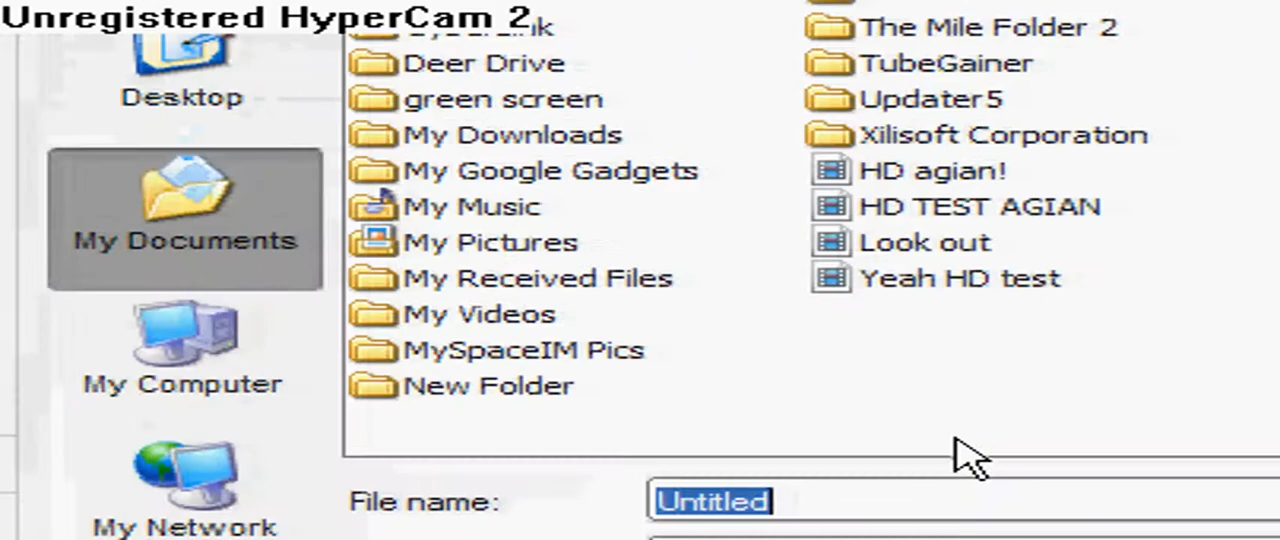 Unregistered HyperCam 2
Desktop
My Documents
My Computer
My Network
Deer Drive
green screen
My Downloads
My Google Gadgets
My Music
My Pictures
My Received Files
My Videos
MySpaceIM Pics
New Folder
The Mile Folder 2
TubeGainer
Updater5
Xilisoft Corporation
HD agian!
HD TEST AGIAN
Look out
Yeah HD test
File name:
Untitled